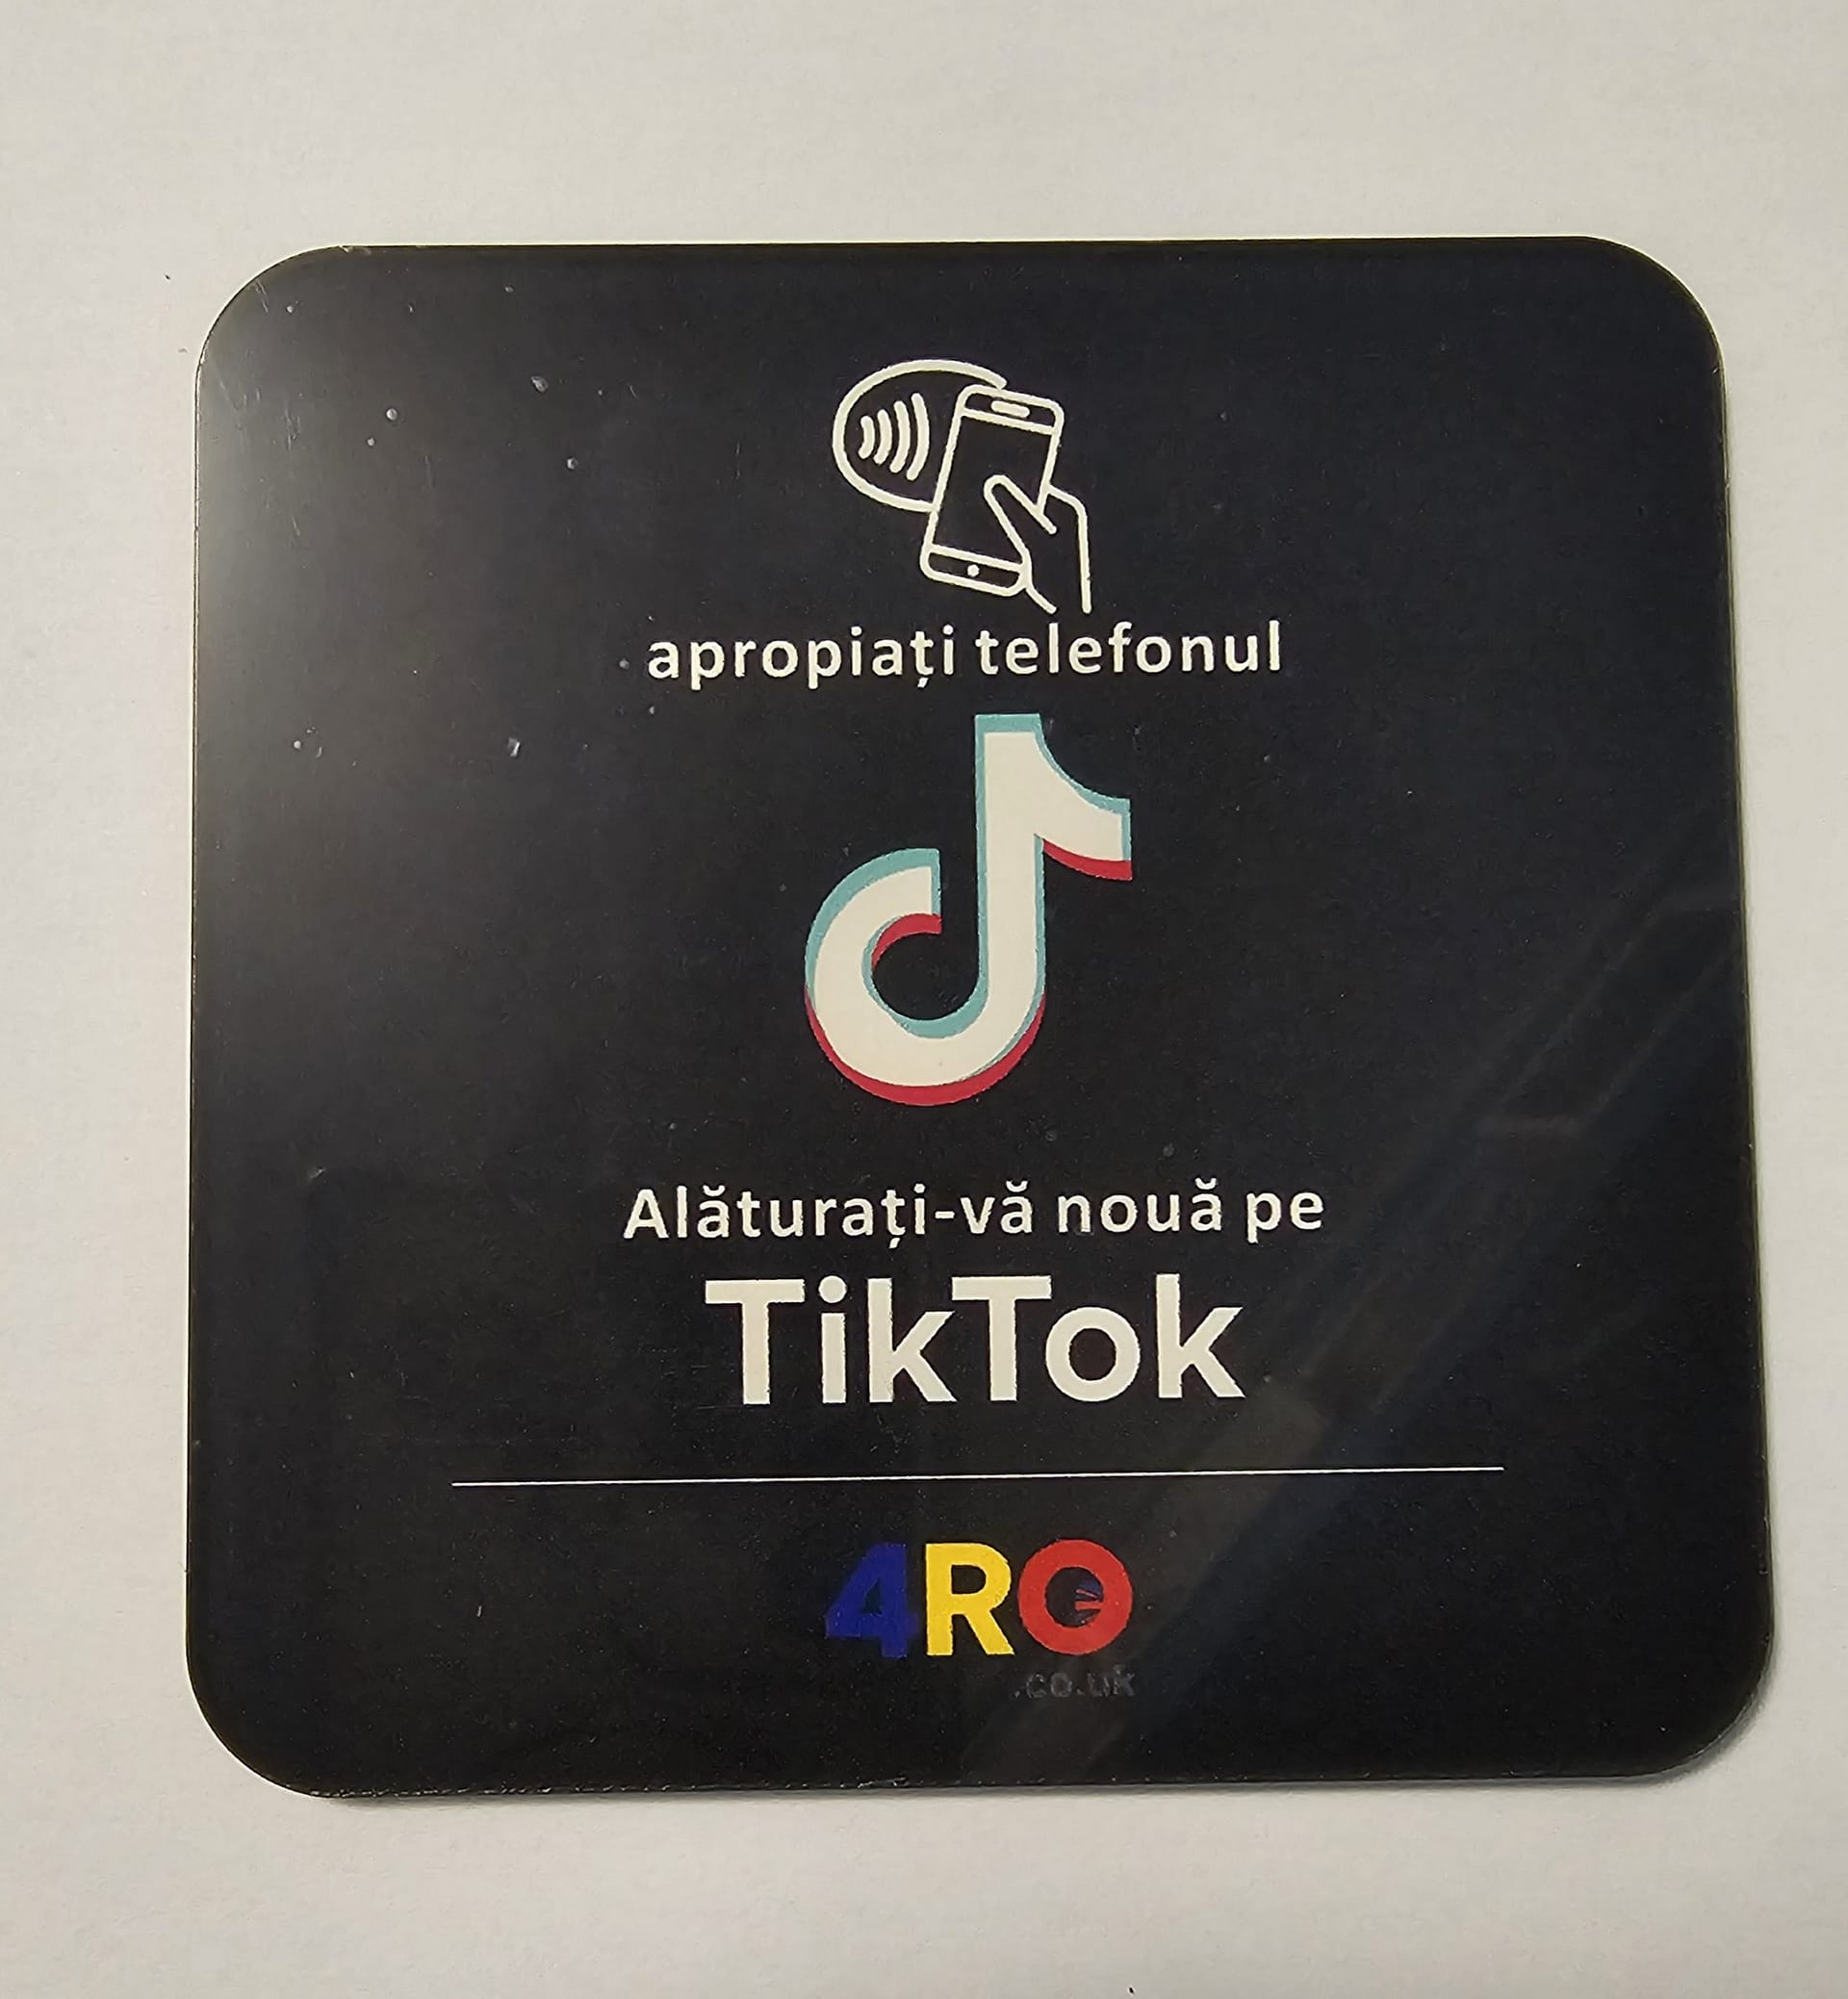 apropiați telefonul
Alăturați-vă nouă pe
TikTok
4RO
.co.uk